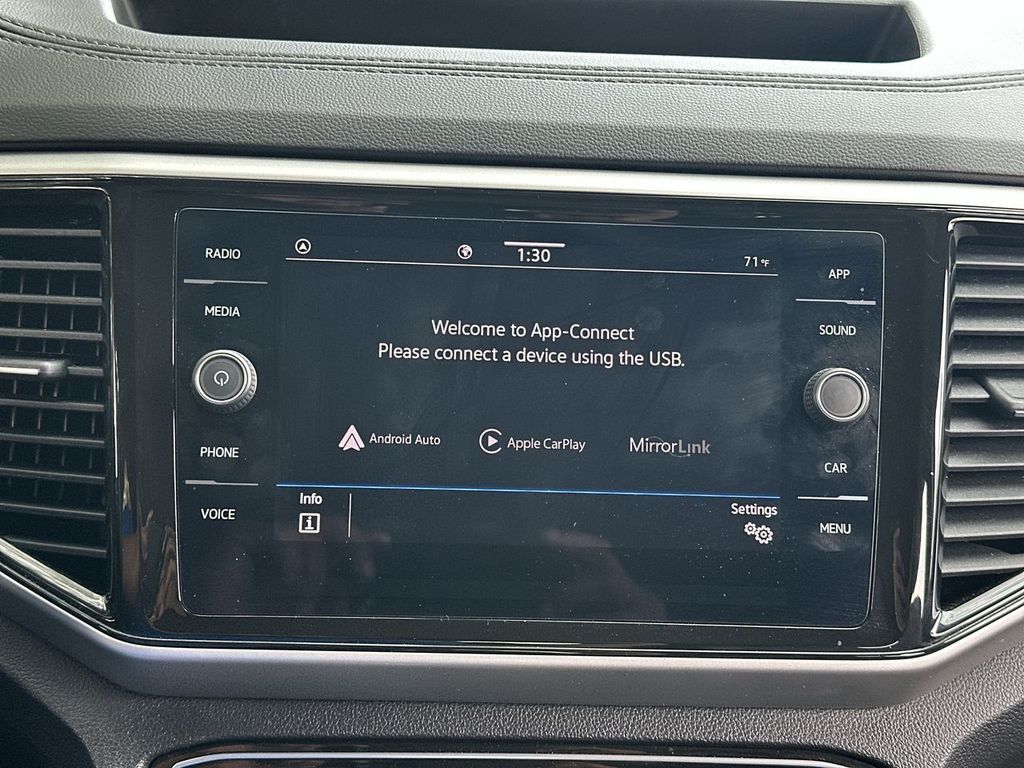 RADIO
MEDIA
PHONE
VOICE
1:30
71°F
Welcome to App-Connect
Please connect a device using the USB.
Android Auto
Apple CarPlay
MirrorLink
Info
i
Settings
APP
SOUND
CAR
MENU